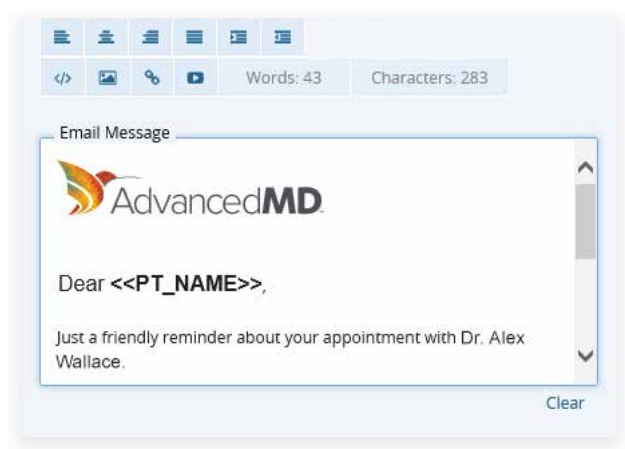 </>
Words: 43
Characters: 283
Email Message
AdvancedMD
Dear <<PT_NAME>>,
Just a friendly reminder about your appointment with Dr. Alex
Wallace.
Clear